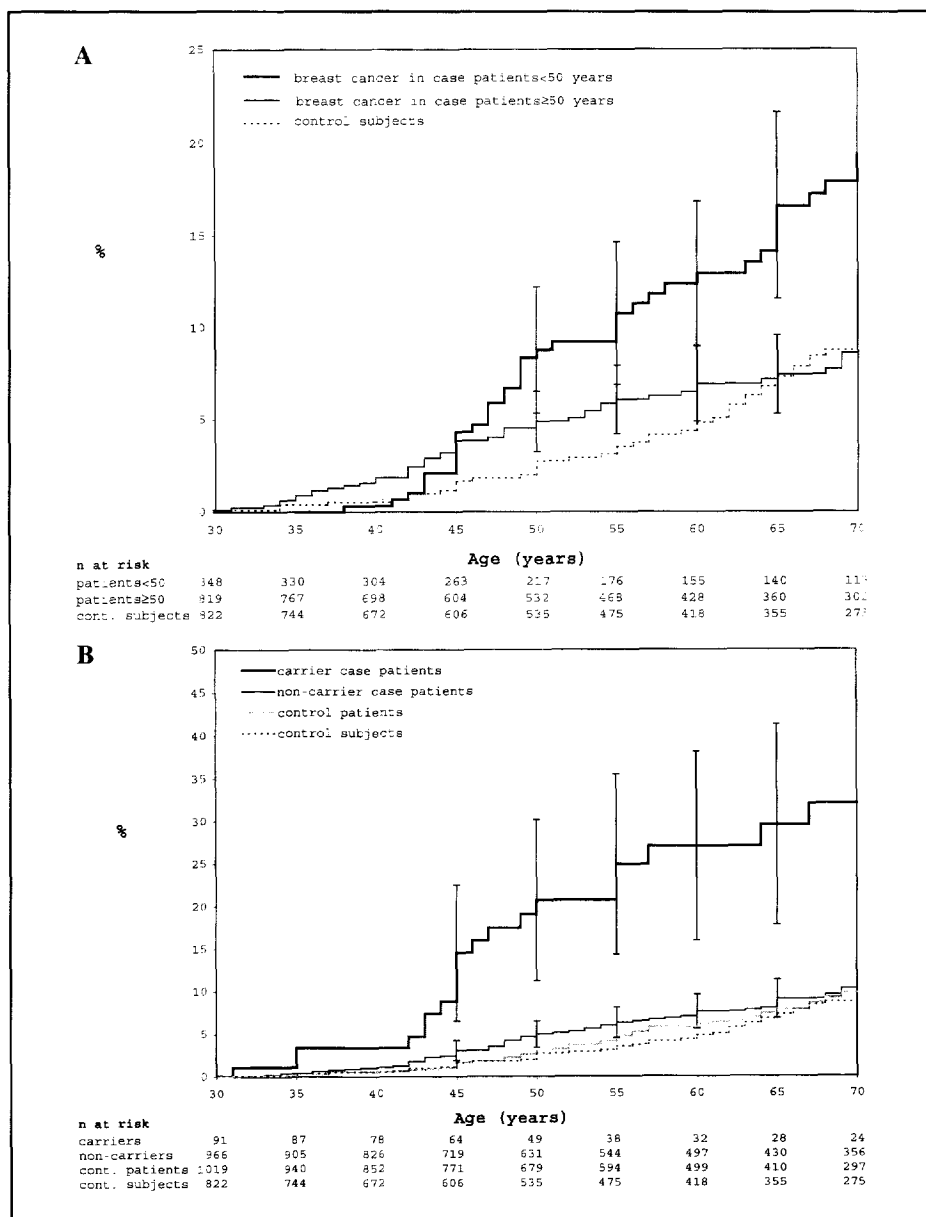 A
25
20
15
10
5
0
%
breast cancer in case patients<50 years
breast cancer in case patients≥50 years
control subjects
30 35 40 45 50 55 60 65 70
Age (years)
n at risk
patients<50 348 330 304 263 217 176 155 140
patients≥50 819 767 698 604 532 468 428 360
cont. subjects 822 744 672 606 535 475 418 355
B
50
45
40
35
30
25
20
15
10
5
0
%
carrier case patients
non-carrier case patients
control patients
control subjects
30 35 40 45 50 55 60 65 70
Age (years)
n at risk
carriers 91 87 78 64 49 38 32 28 24
non-carriers 966 905 826 719 631 544 497 430 356
cont. patients 1019 940 852 771 679 594 499 410 297
cont. subjects 822 744 672 606 535 475 418 355 275